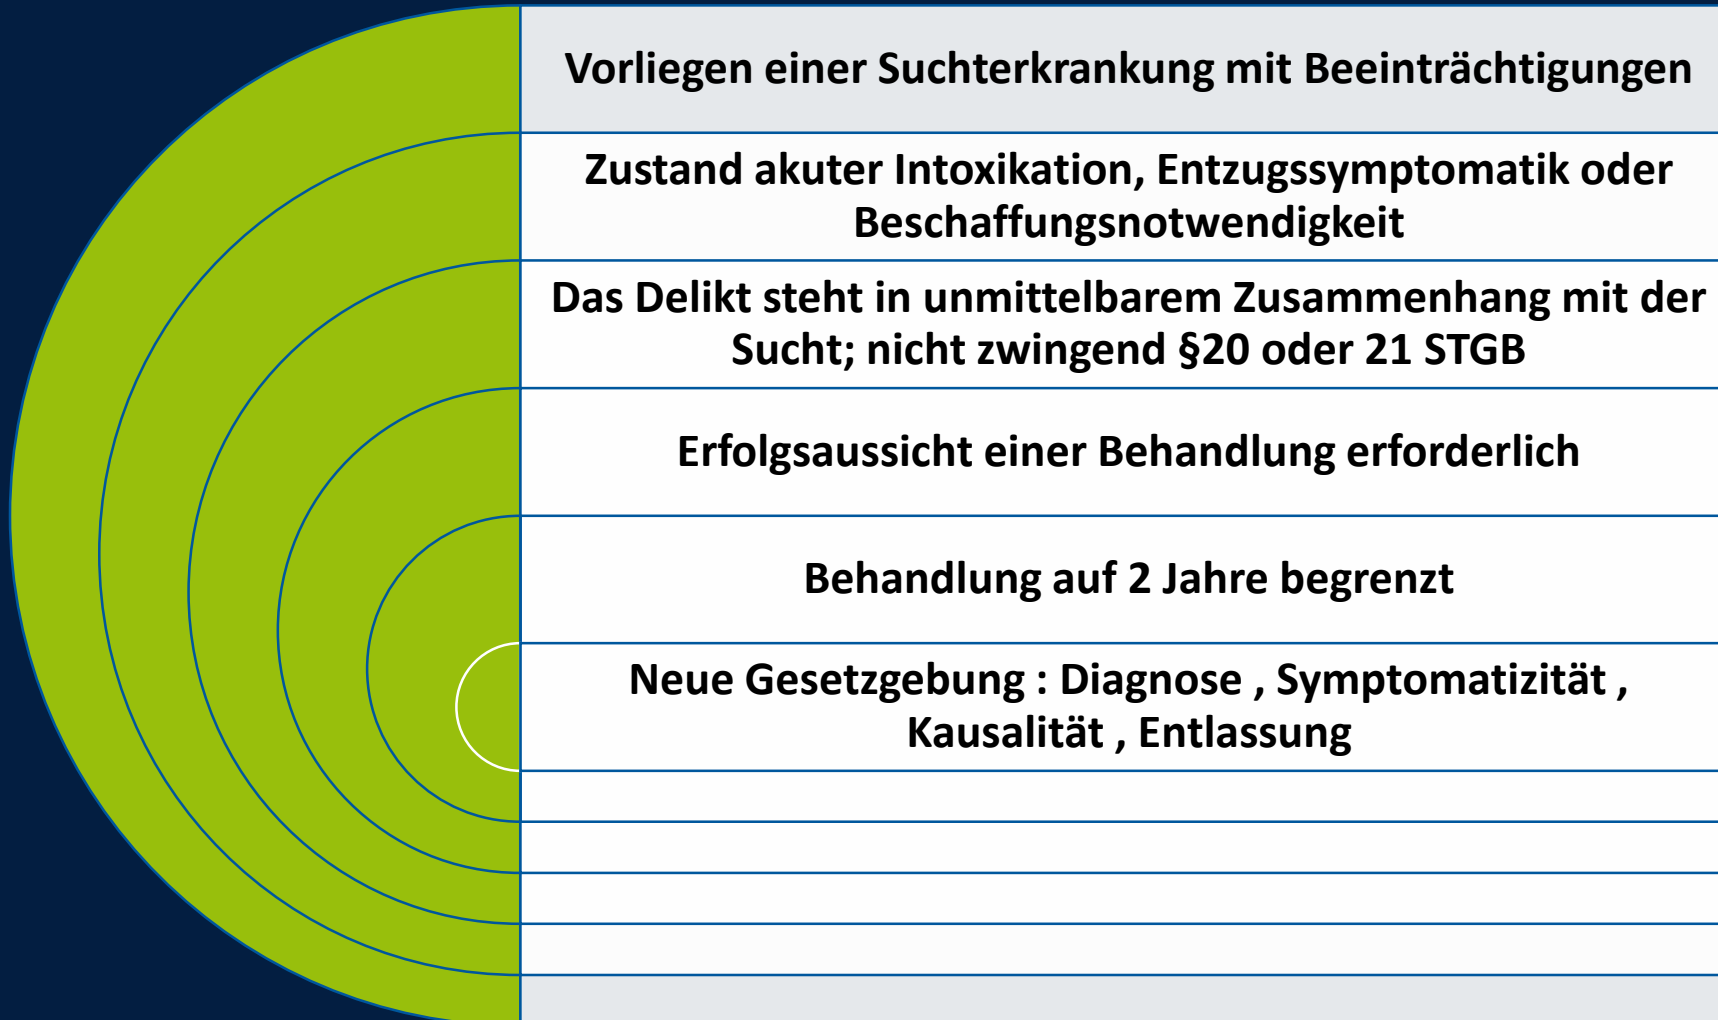 Vorliegen einer Suchterkrankung mit Beeinträchtigungen
Zustand akuter Intoxikation, Entzugssymptomatik oder
Beschaffungsnotwendigkeit
Das Delikt steht in unmittelbarem Zusammenhang mit der
Sucht; nicht zwingend §20 oder 21 STGB
Erfolgsaussicht einer Behandlung erforderlich
Behandlung auf 2 Jahre begrenzt
Neue Gesetzgebung : Diagnose , Symptomatizität ,
Kausalität , Entlassung